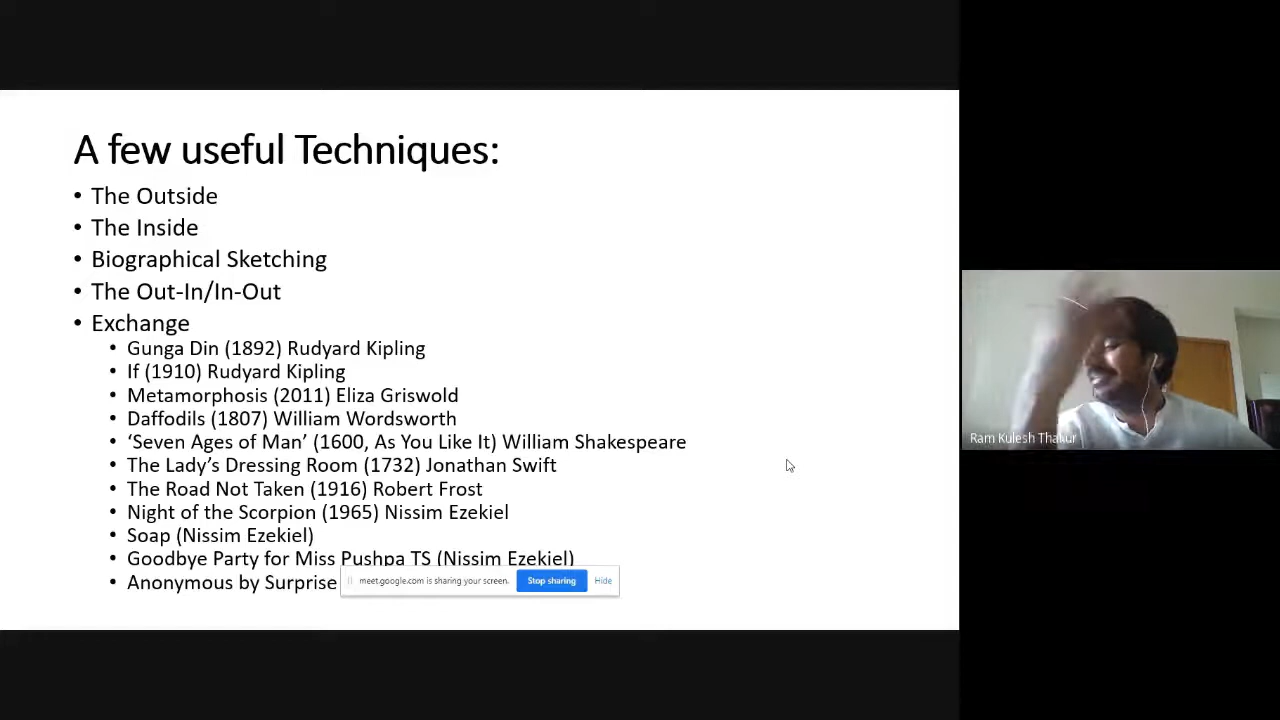 A few useful Techniques:
• The Outside
• The Inside
• Biographical Sketching
• The Out-In/In-Out
• Exchange
• Gunga Din (1892) Rudyard Kipling
• If (1910) Rudyard Kipling
• Metamorphosis (2011) Eliza Griswold
• Daffodils (1807) William Wordsworth
• ‘Seven Ages of Man’ (1600, As You Like It) William Shakespeare
• The Lady’s Dressing Room (1732) Jonathan Swift
• The Road Not Taken (1916) Robert Frost
• Night of the Scorpion (1965) Nissim Ezekiel
• Soap (Nissim Ezekiel)
• Goodbye Party for Miss Pushpa TS (Nissim Ezekiel)
• Anonymous by Surprise
meet.google.com is sharing your screen. Stop sharing Hide
Ram Kulesh Thakur